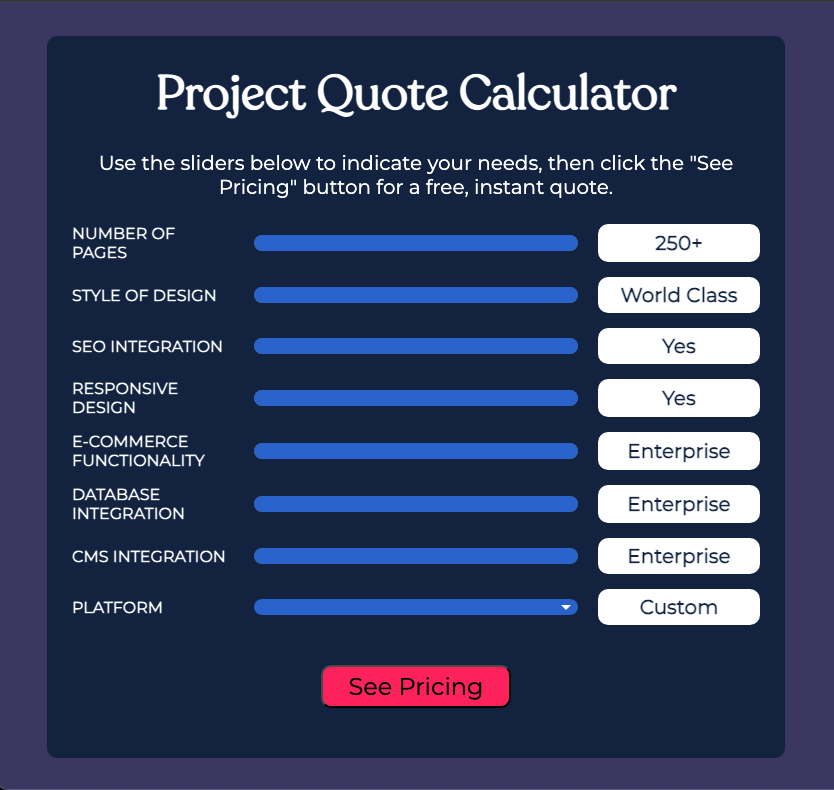 Project Quote Calculator
Use the sliders below to indicate your needs, then click the "See
Pricing" button for a free, instant quote.
NUMBER OF
PAGES
250+
STYLE OF DESIGN
World Class
SEO INTEGRATION
Yes
RESPONSIVE
DESIGN
Yes
E-COMMERCE
FUNCTIONALITY
Enterprise
DATABASE
INTEGRATION
Enterprise
CMS INTEGRATION
Enterprise
PLATFORM
Custom
See Pricing